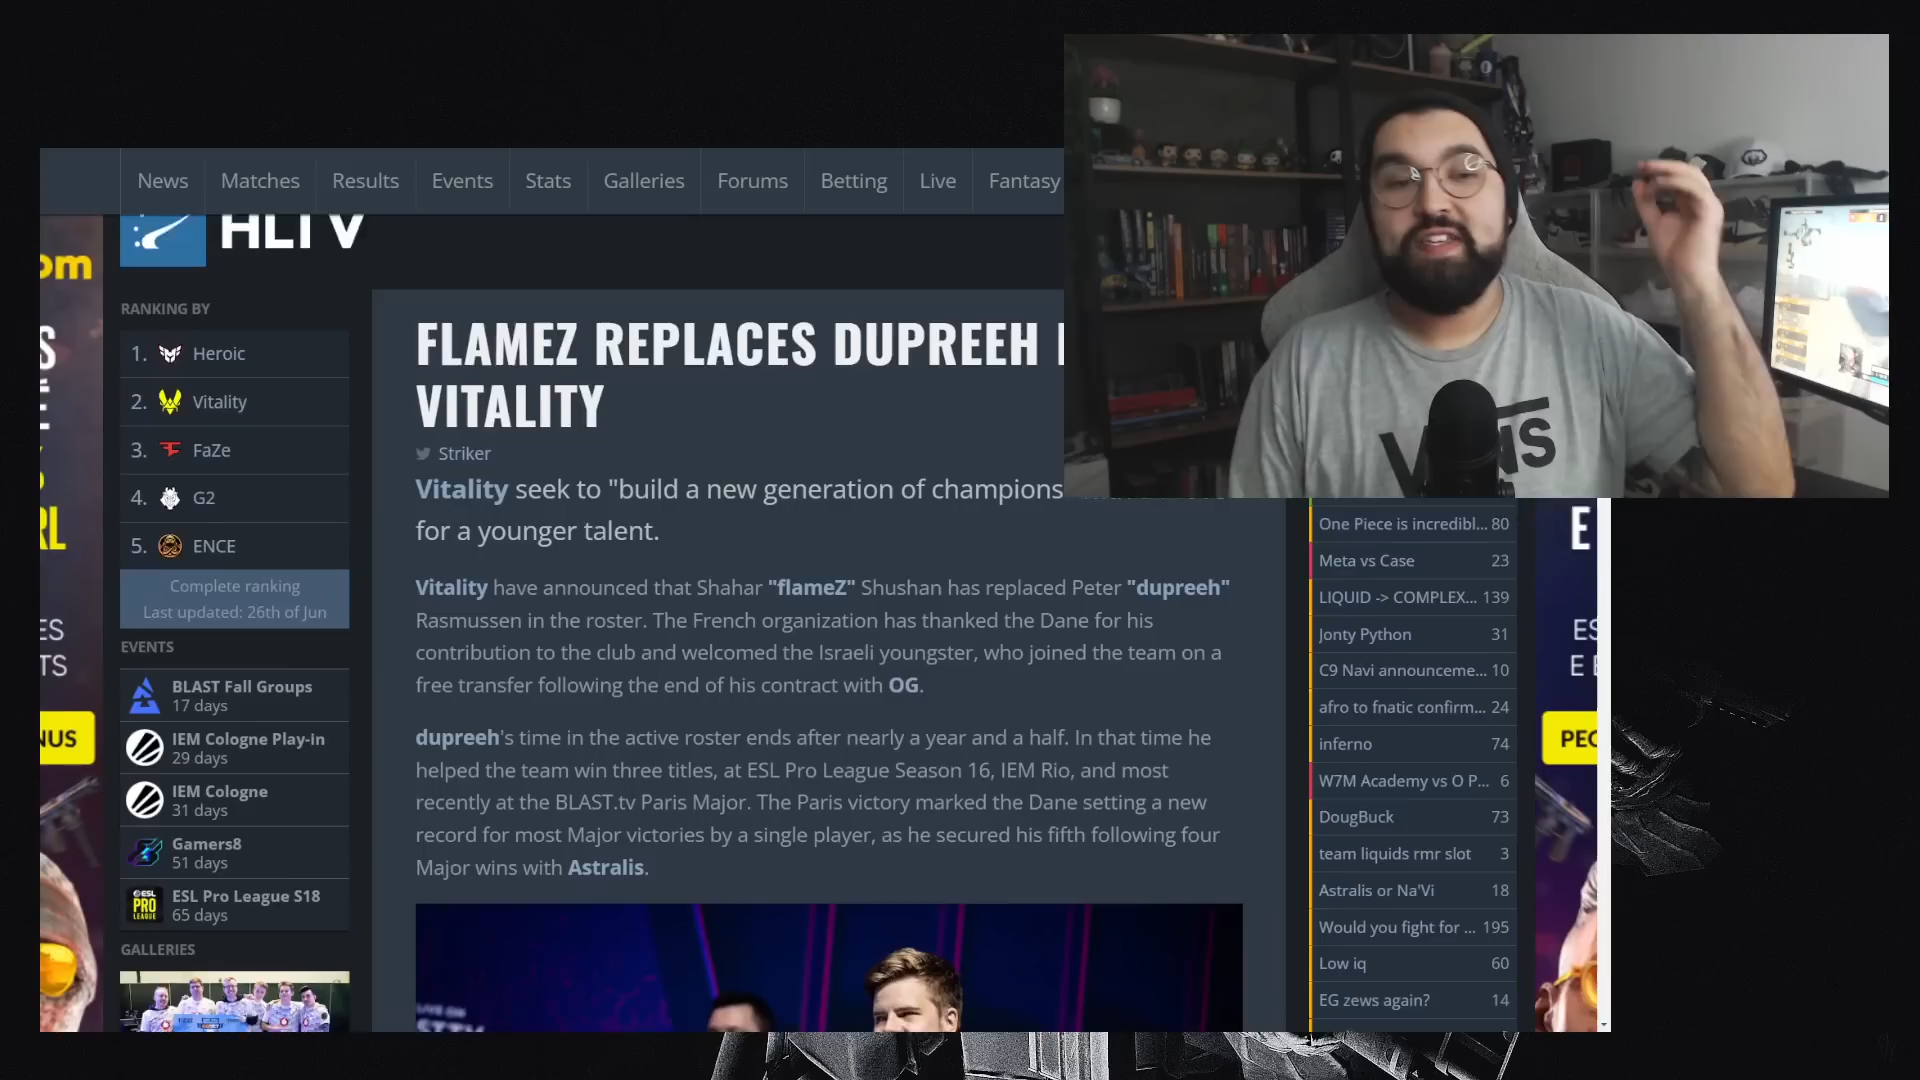 News Matches Results Events Stats Galleries Forums Betting Live Fantasy
HLTV
om
RANKING BY
1. Heroic
2. Vitality
3. FaZe
4. G2
5. ENCE
Complete ranking
Last updated: 26th of Jun
EVENTS
BLAST Fall Groups
17 days
IEM Cologne Play-in
29 days
IEM Cologne
31 days
Gamers8
51 days
ESL Pro League S18
65 days
GALLERIES
ESL
PRO
LEAGUE
NUS
RL
ES
TS
FLAMEZ REPLACES DUPREEH
VITALITY
Striker
Vitality seek to "build a new generation of champions
for a younger talent.
Vitality have announced that Shahar "flameZ" Shushan has replaced Peter "dupreeh"
Rasmussen in the roster. The French organization has thanked the Dane for his
contribution to the club and welcomed the Israeli youngster, who joined the team on a
free transfer following the end of his contract with OG.
dupreeh's time in the active roster ends after nearly a year and a half. In that time he
helped the team win three titles, at ESL Pro League Season 16, IEM Rio, and most
recently at the BLAST.tv Paris Major. The Paris victory marked the Dane setting a new
record for most Major victories by a single player, as he secured his fifth following four
Major wins with Astralis.
One Piece is incredibl... 80
Meta vs Case 23
LIQUID -> COMPLEX... 139
Jonty Python 31
C9 Navi announceme... 10
afro to fnatic confirm... 24
inferno 74
W7M Academy vs O P... 6
DougBuck 73
team liquids rmr slot 3
Astralis or Na'Vi 18
Would you fight for ... 195
Low iq 60
EG zews again? 14
E
ES
E E
PEC